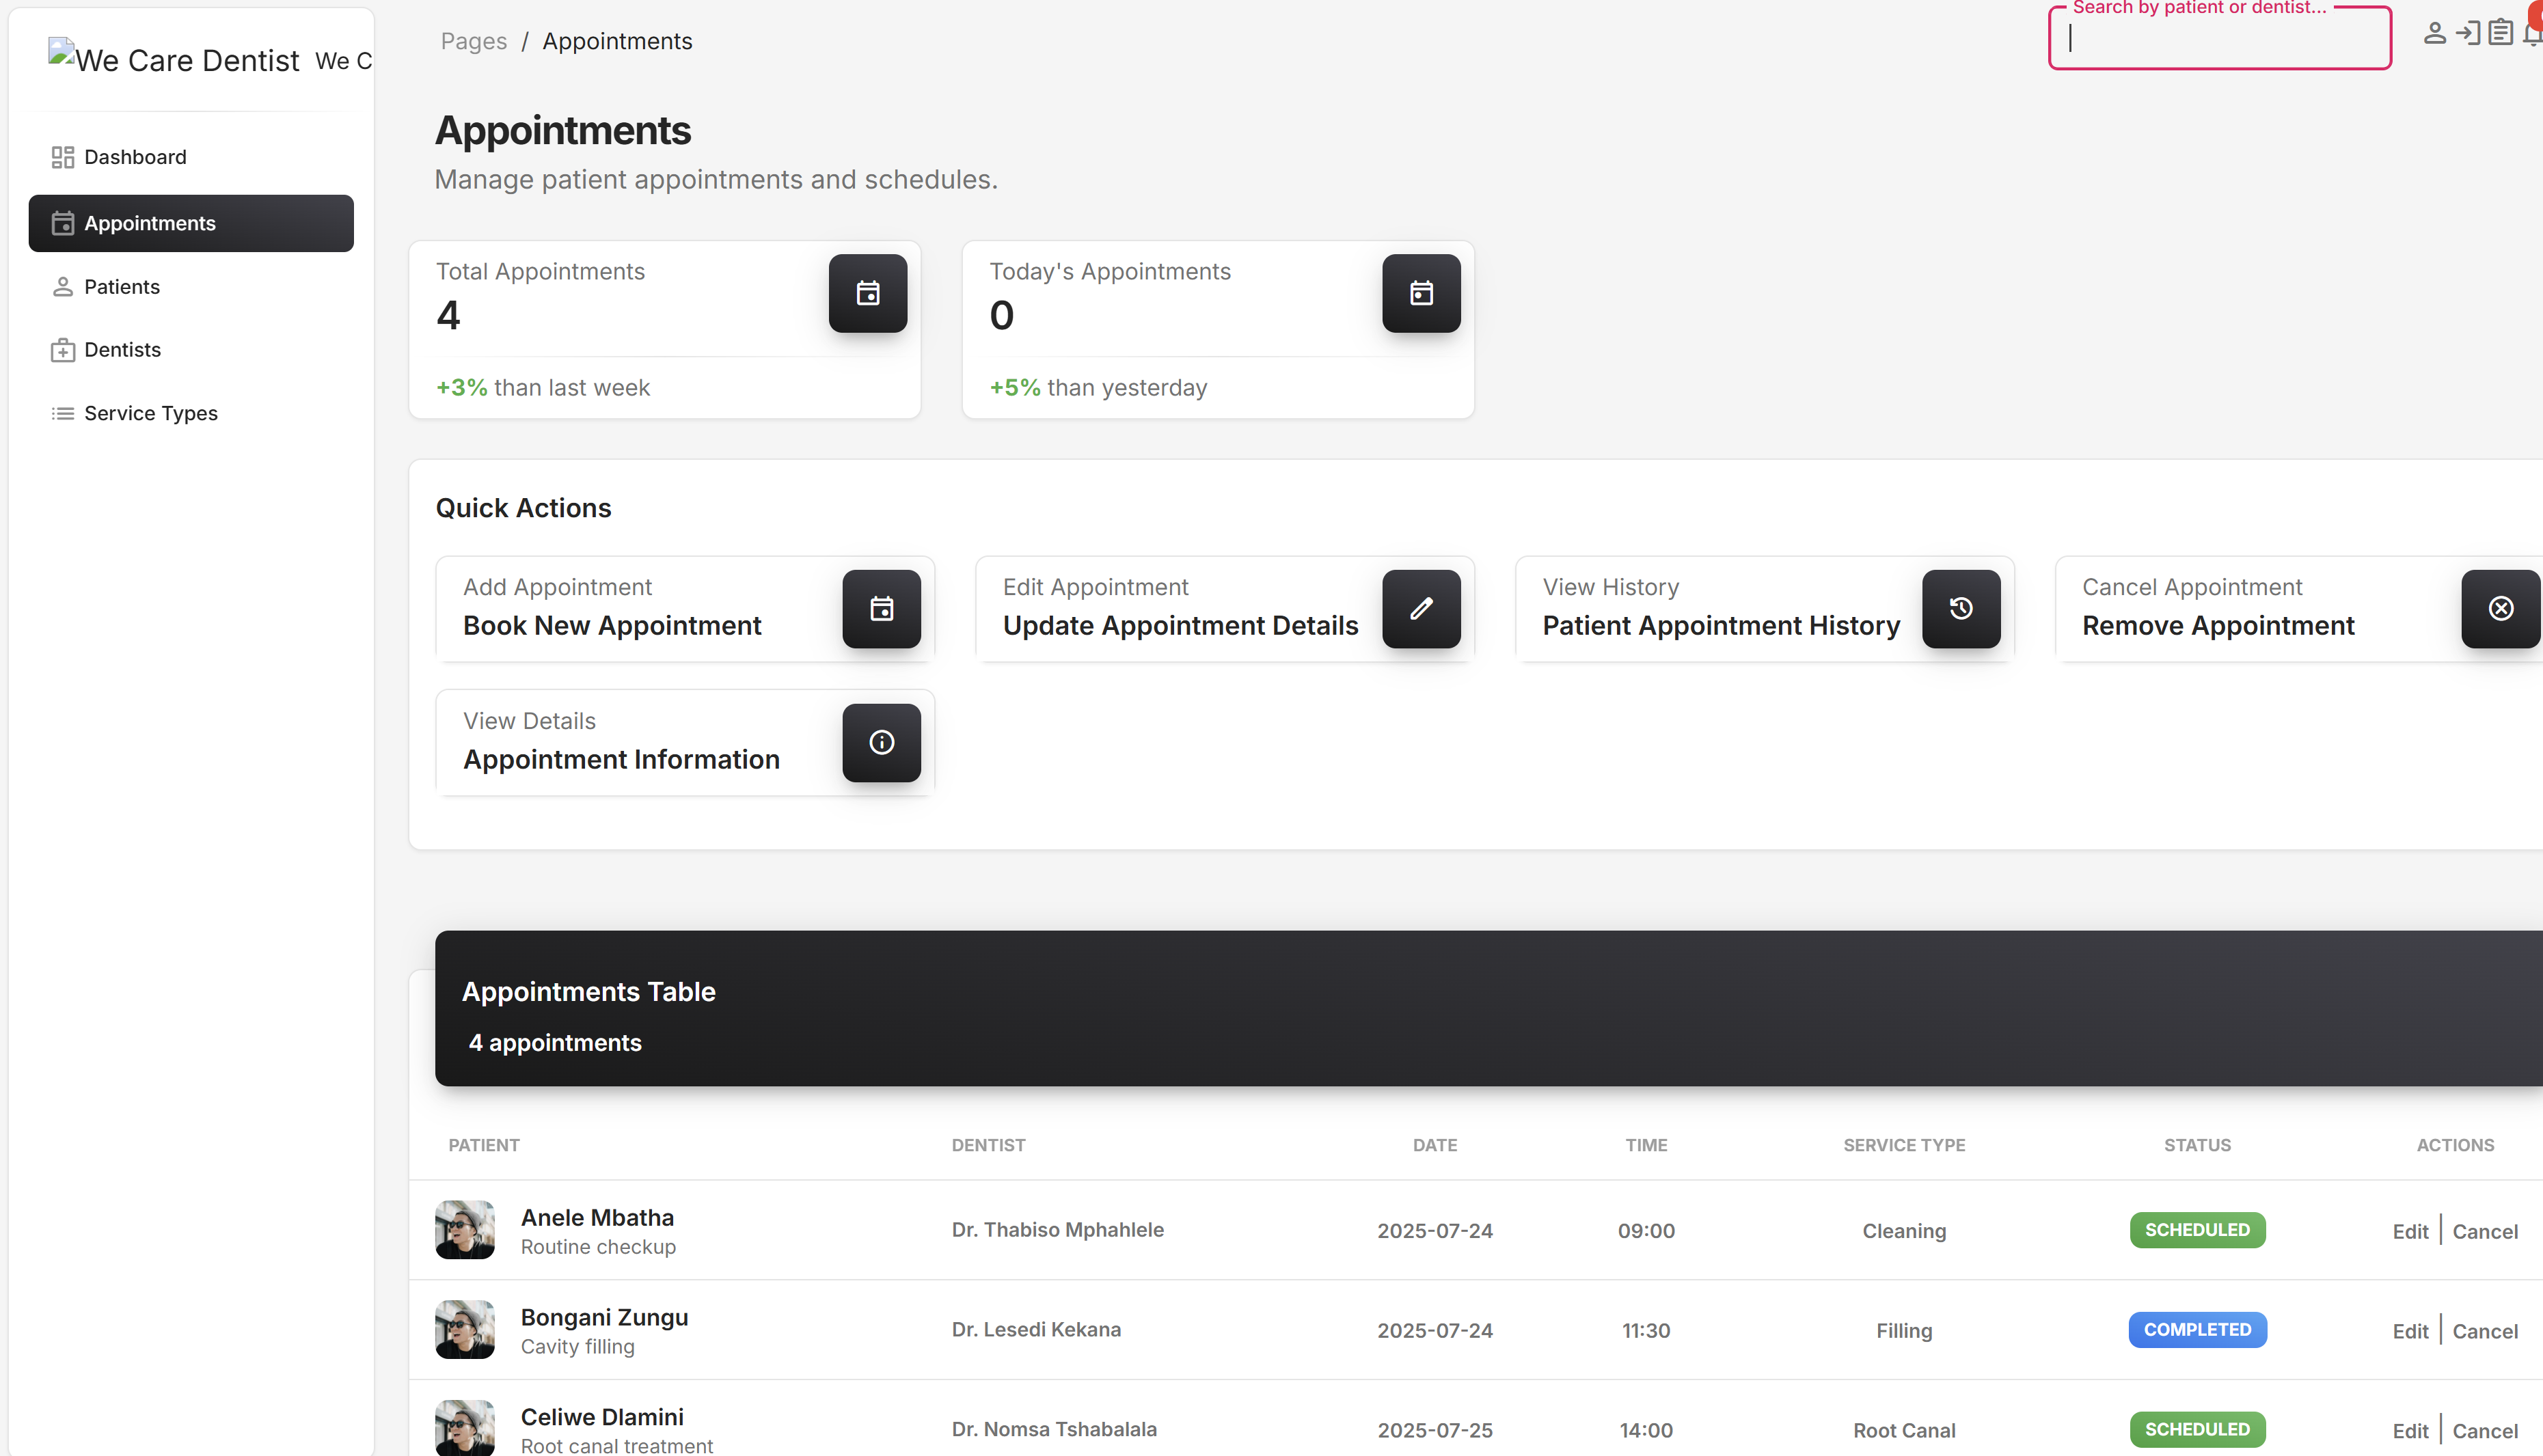 We Care Dentist We C
Pages / Appointments
Search by patient or dentist...
Appointments
Manage patient appointments and schedules.
Dashboard
Appointments
Patients
Dentists
Service Types
Total Appointments
4
+3% than last week
Today's Appointments
0
+5% than yesterday
Quick Actions
Add Appointment
Book New Appointment
Edit Appointment
Update Appointment Details
View History
Patient Appointment History
Cancel Appointment
Remove Appointment
View Details
Appointment Information
Appointments Table
4 appointments
PATIENT DENTIST DATE TIME SERVICE TYPE STATUS ACTIONS
Anele Mbatha
Routine checkup
Dr. Thabiso Mphahlele 2025-07-24 09:00 Cleaning SCHEDULED Edit | Cancel
Bongani Zungu
Cavity filling
Dr. Lesedi Kekana 2025-07-24 11:30 Filling COMPLETED Edit | Cancel
Celiwe Dlamini
Root canal treatment
Dr. Nomsa Tshabalala 2025-07-25 14:00 Root Canal SCHEDULED Edit | Cancel